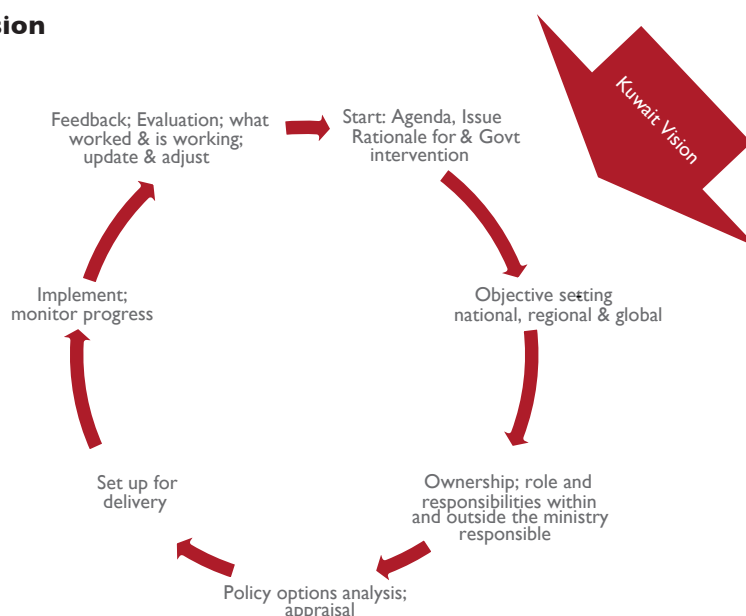 sion
Kuwait Vision
Feedback; Evaluation; what
worked & is working;
update & adjust
Start: Agenda, Issue
Rationale for & Govt
intervention
Objective setting
national, regional & global
Ownership; role and
responsibilities within
and outside the ministry
responsible
Policy options analysis;
appraisal
Set up for
delivery
Implement;
monitor progress